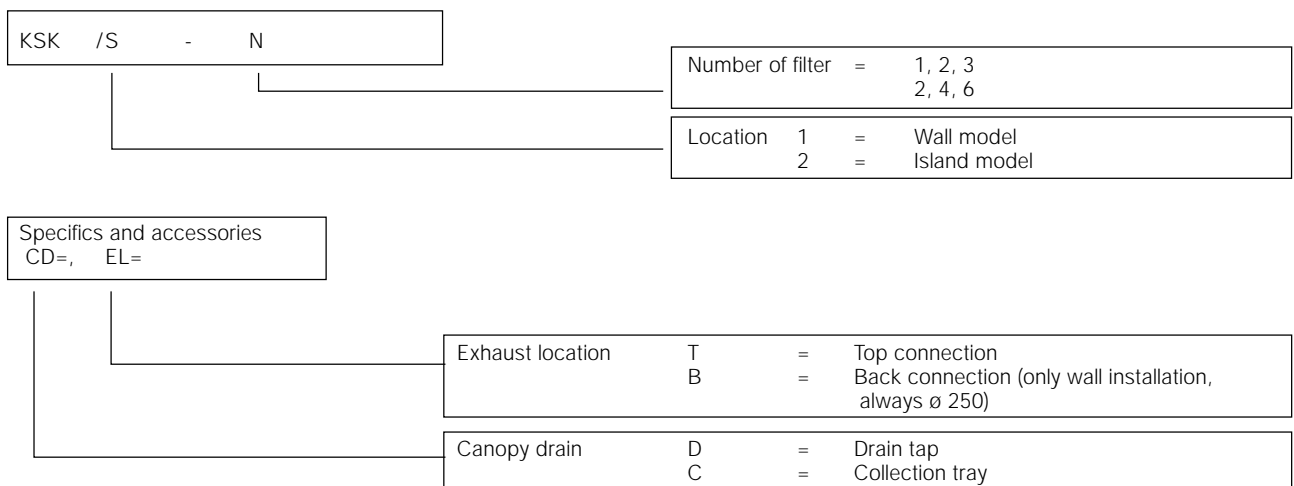 KSK /S - N
Number of filter = 1, 2, 3
2, 4, 6
Location 1 = Wall model
2 = Island model
Specifics and accessories
CD=, EL=
Exhaust location T = Top connection
B = Back connection (only wall installation,
always ø 250)
Canopy drain D = Drain tap
C = Collection tray